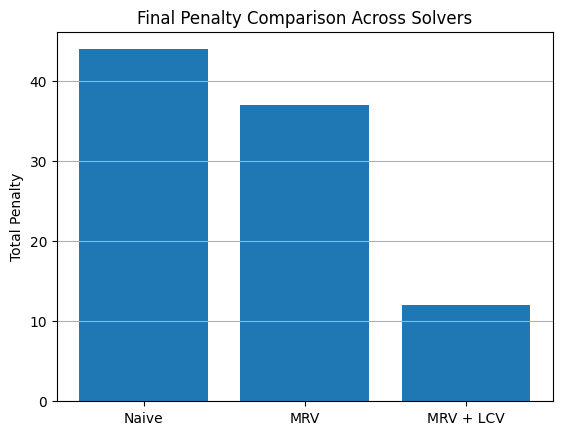 Final Penalty Comparison Across Solvers
Total Penalty
40
30
20
10
0
Naive
MRV
MRV + LCV